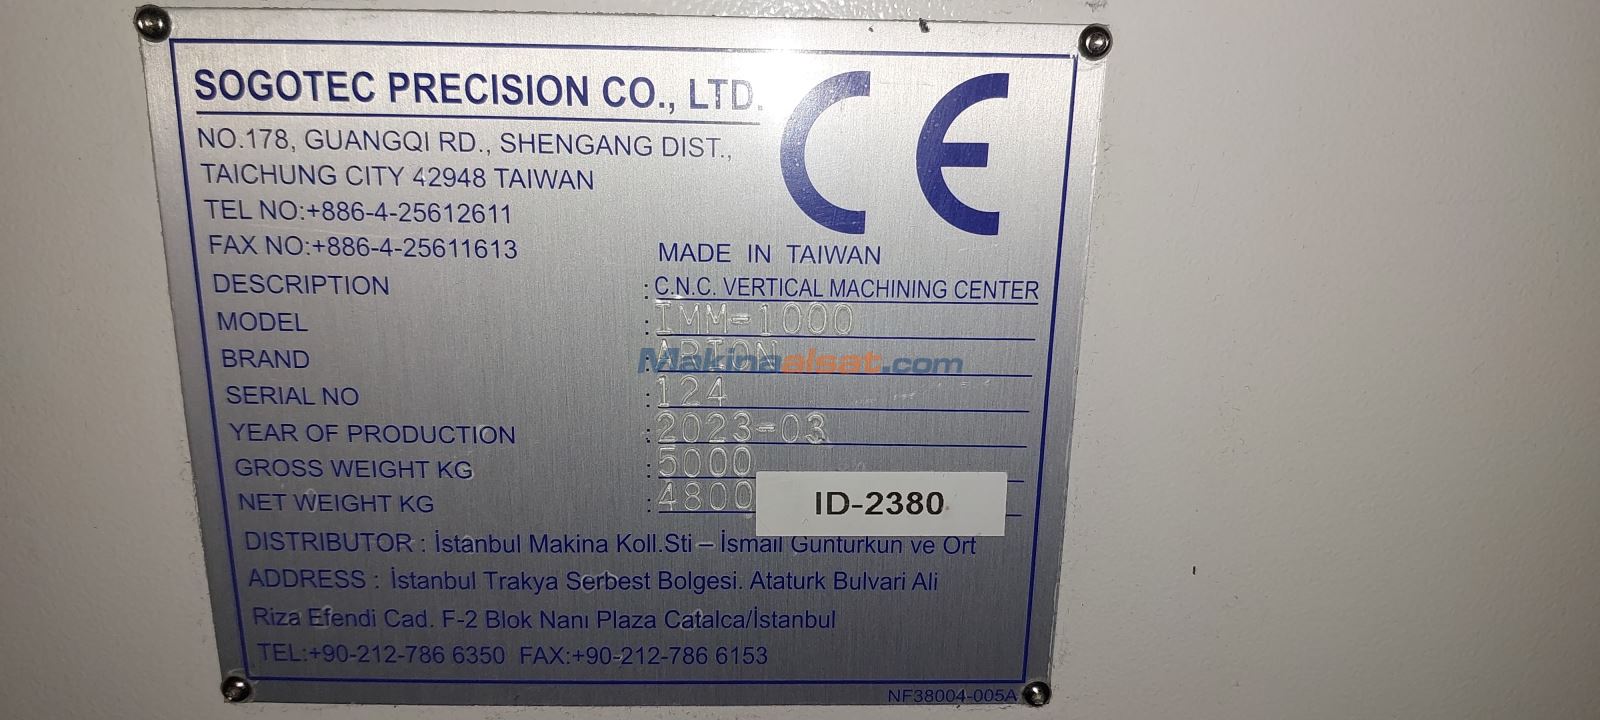 SOGOTEC PRECISION CO., LTD.
NO.178, GUANGQI RD., SHENGANG DIST.,
TAICHUNG CITY 42948 TAIWAN
TEL NO:+886-4-25612611
FAX NO:+886-4-25611613
CE
MADE IN TAIWAN
DESCRIPTION :C.N.C. VERTICAL MACHINING CENTER
MODEL :IMM-1000
BRAND :ARION
Makinaalsat.com
SERIAL NO :124
YEAR OF PRODUCTION :2023-03
GROSS WEIGHT KG :5000
NET WEIGHT KG :4800
ID-2380
DISTRIBUTOR : İstanbul Makina Koll.Sti – İsmail Gunturkun ve Ort
ADDRESS : İstanbul Trakya Serbest Bolgesi. Ataturk Bulvari Ali
Riza Efendi Cad. F-2 Blok Nanı Plaza Catalca/İstanbul
TEL:+90-212-786 6350 FAX:+90-212-786 6153
NF38004-005A